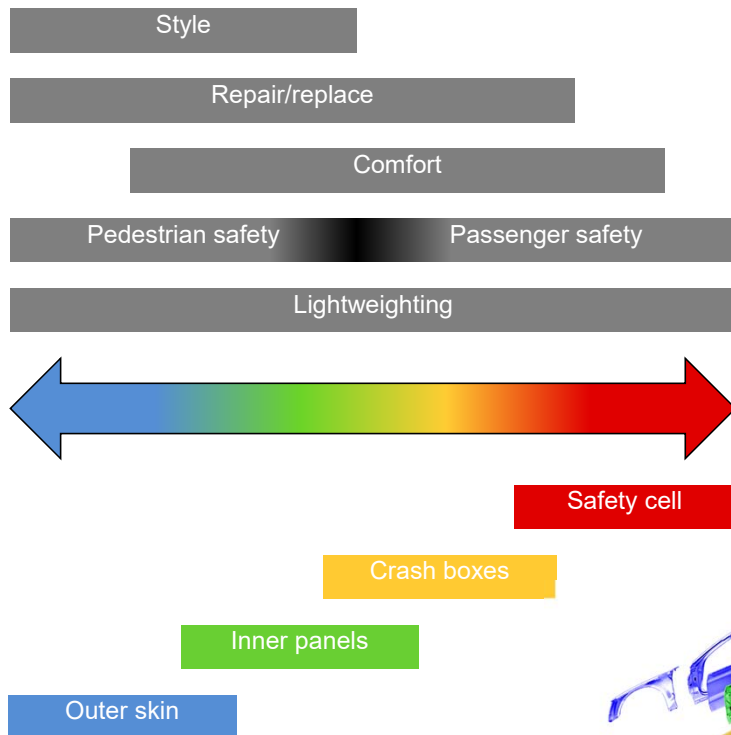 Style
Repair/replace
Comfort
Pedestrian safety Passenger safety
Lightweighting
Safety cell
Crash boxes
Inner panels
Outer skin